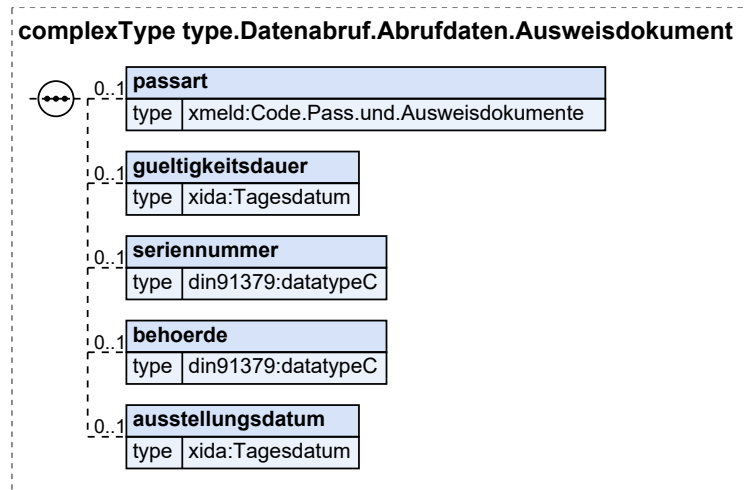 complexType type.Datenabruf.Abrufdaten.Ausweisdokument
0..1 passart
type xmeld:Code.Pass.und.Ausweisdokumente
0..1 gueltigkeitsdauer
type xida:Tagesdatum
0..1 seriennummer
type din91379:datatypeC
0..1 behoerde
type din91379:datatypeC
0..1 ausstellungsdatum
type xida:Tagesdatum